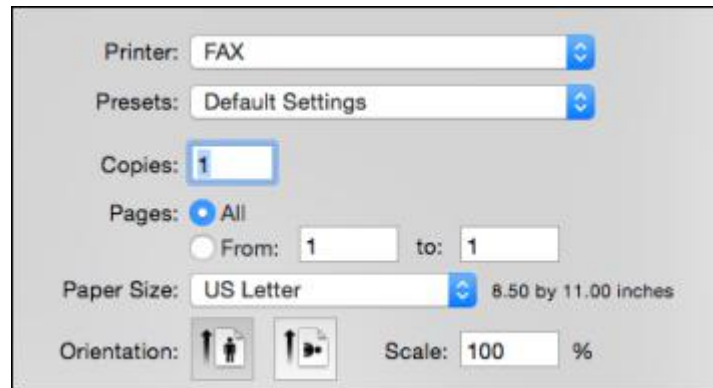 Printer: FAX
Presets: Default Settings
Copies: 1
Pages: All
From: 1 to: 1
Paper Size: US Letter 8.50 by 11.00 inches
Orientation: Scale: 100 %